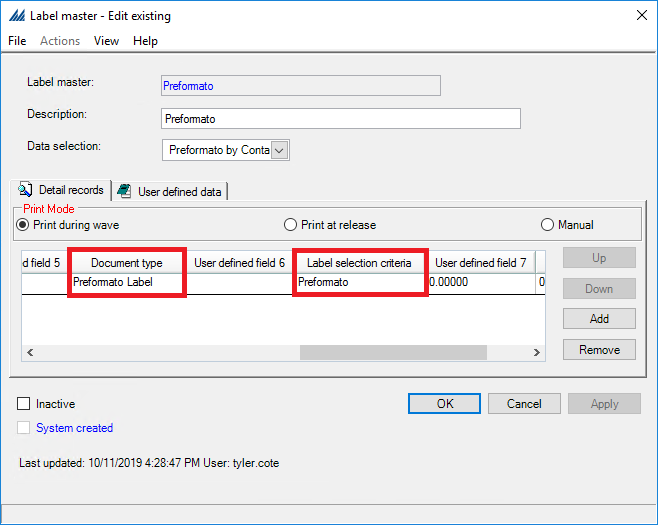 Label master - Edit existing
File Actions View Help
Label master: Preformato
Description: Preformato
Data selection: Preformato by Conta
Detail records User defined data
Print Mode
Print during wave Print at release Manual
d field 5 Document type User defined field 6 Label selection criteria User defined field 7
Preformato Label Preformato 0.00000 0
Up
Down
Add
Remove
Inactive
OK Cancel Apply
System created
Last updated: 10/11/2019 4:28:47 PM User: tyler.cote